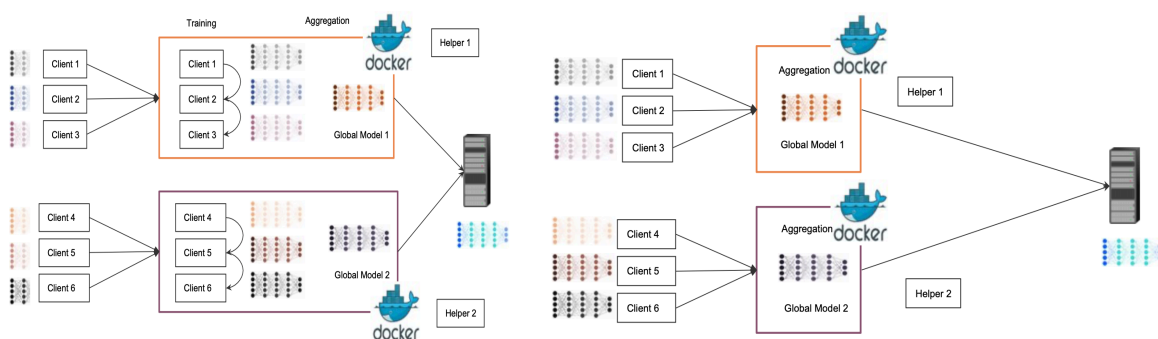 Training
Aggregation
docker
Helper 1
Client 1
Client 2
Client 3
Client 1
Client 2
Client 3
Global Model 1
Client 4
Client 5
Client 6
Client 4
Client 5
Client 6
Global Model 2
docker
Helper 2
Client 1
Client 2
Client 3
Aggregation
docker
Global Model 1
Helper 1
Client 4
Client 5
Client 6
Aggregation
docker
Global Model 2
Helper 2